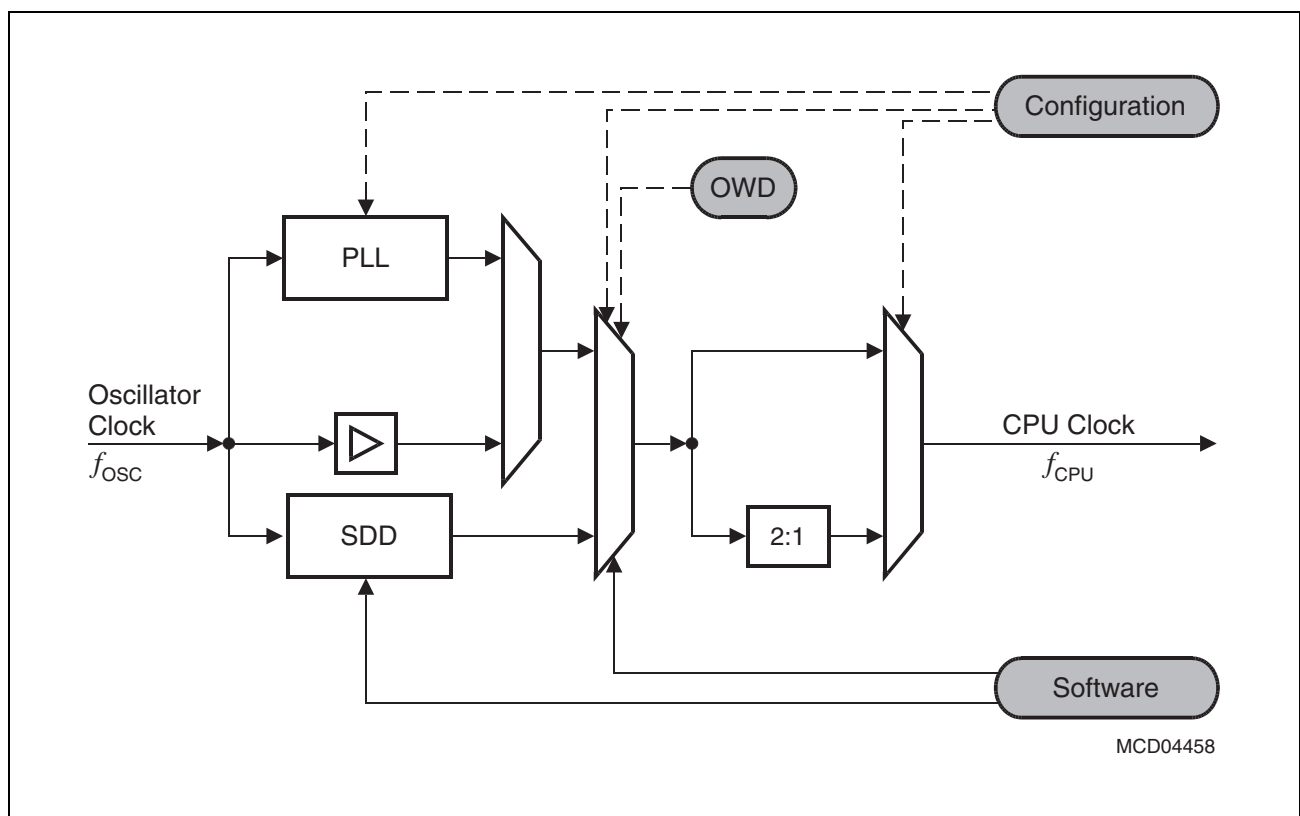 Configuration
OWD
PLL
Oscillator
Clock
fOSC
SDD
2:1
CPU Clock
fCPU
Software
MCD04458